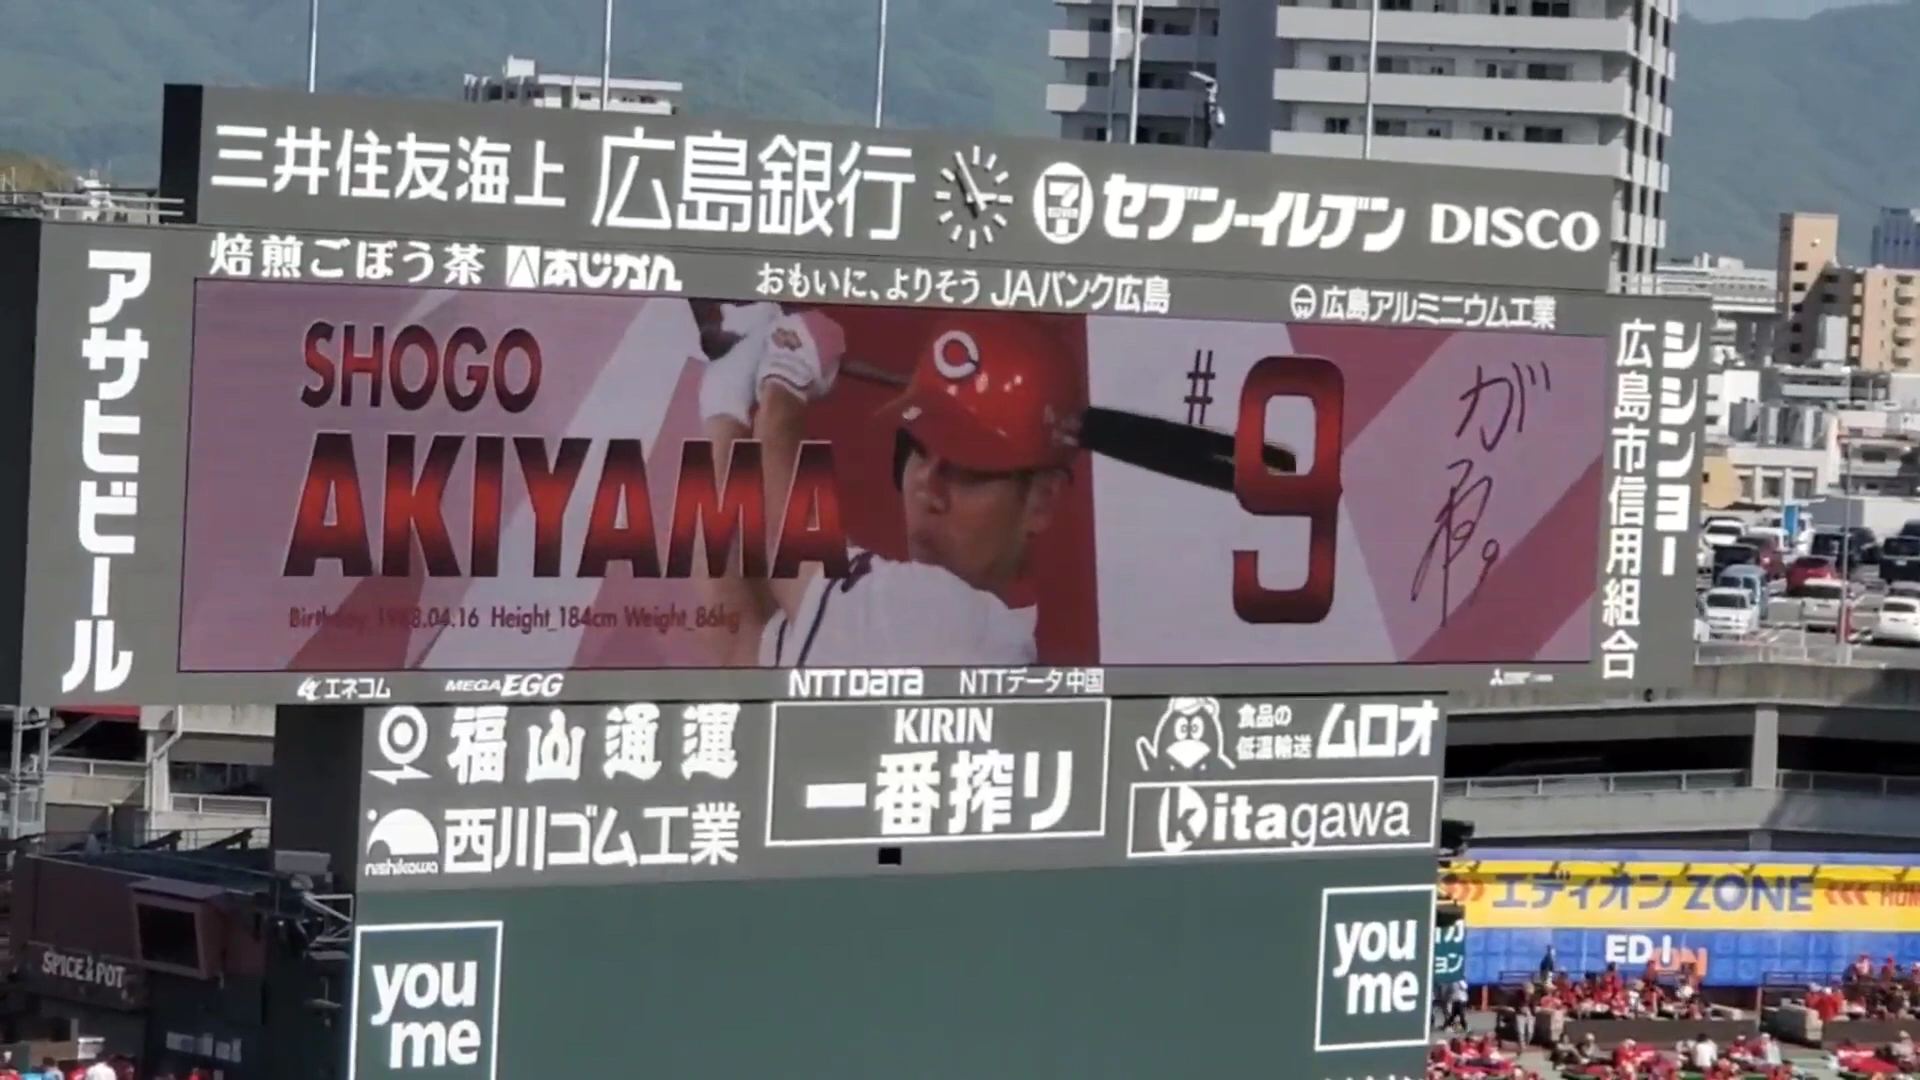 三井住友海上 広島銀行 セブン-イレブン DISCO
焙煎ごぼう茶 あじかん おもいに、よりそう JAバンク広島 広島アルミニウム工業
アサヒビール
SHOGO
AKIYAMA
#9
Height_184cm Weight_86kg
シシンヨー
広島市信用組合
エネコム MEGA EGG NTT DATA NTTデータ中国
福山通運
KIRIN
一番搾り
食品の
低温輸送 ムロオ
nishikawa 西川ゴム工業
Kitagawa
エディオン ZONE
EDI
you
me
you
me
SPICE POT